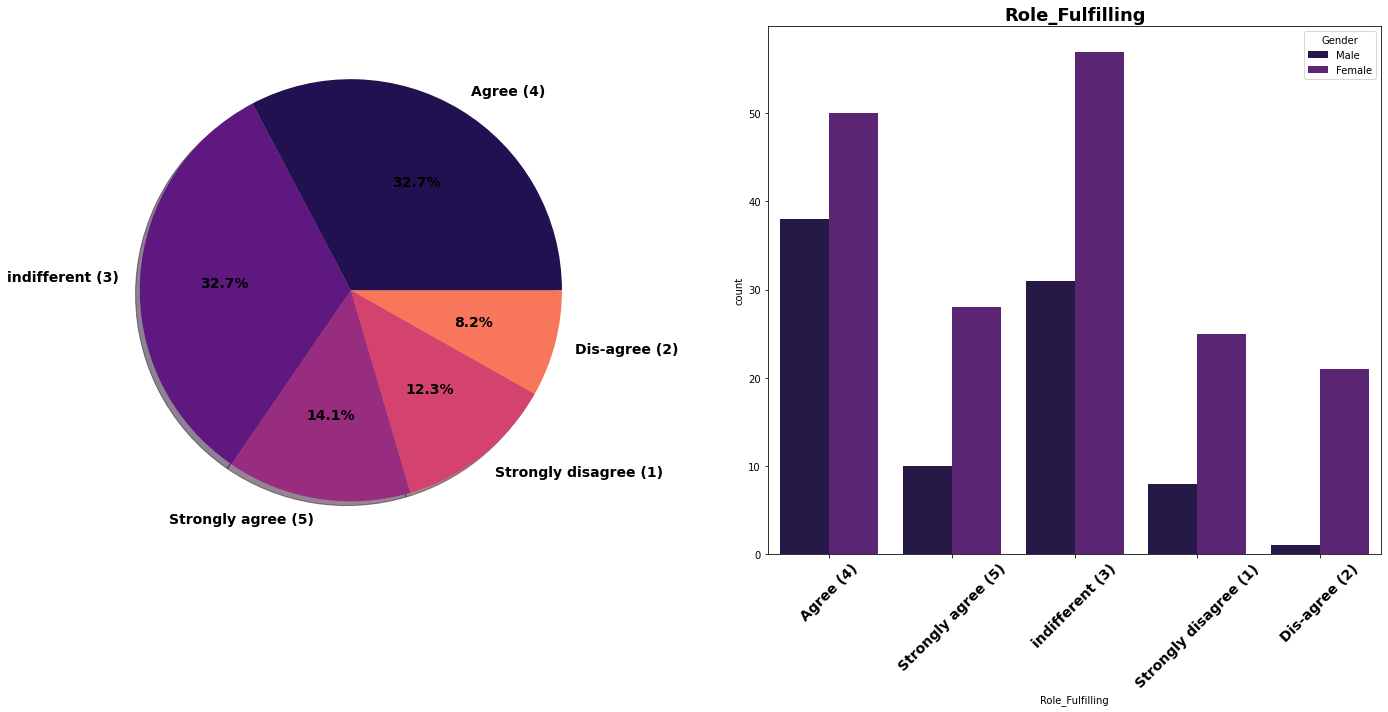 Agree (4)
32.7%
indifferent (3)
32.7%
8.2%
Dis-agree (2)
12.3%
14.1%
Strongly disagree (1)
Strongly agree (5)
Role_Fulfilling
Gender
Male
Female
count
50
40
30
20
10
0
Agree (4)
Strongly agree (5)
indifferent (3)
Strongly disagree (1)
Dis-agree (2)
Role_Fulfilling